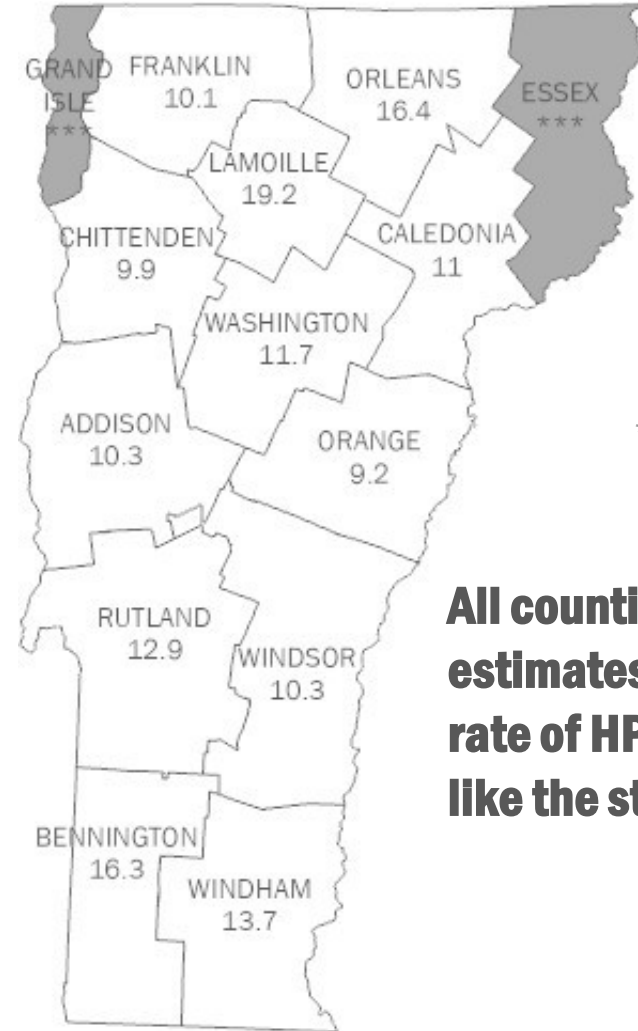 GRAND
ISLE
***
FRANKLIN
10.1
ORLEANS
16.4
ESSEX
***
LAMOILLE
19.2
CHITTENDEN
9.9
CALEDONIA
11
WASHINGTON
11.7
ADDISON
10.3
ORANGE
9.2
RUTLAND
12.9
WINDSOR
10.3
BENNINGTON
16.3
WINDHAM
13.7
All counti
estimates
rate of HP
like the st